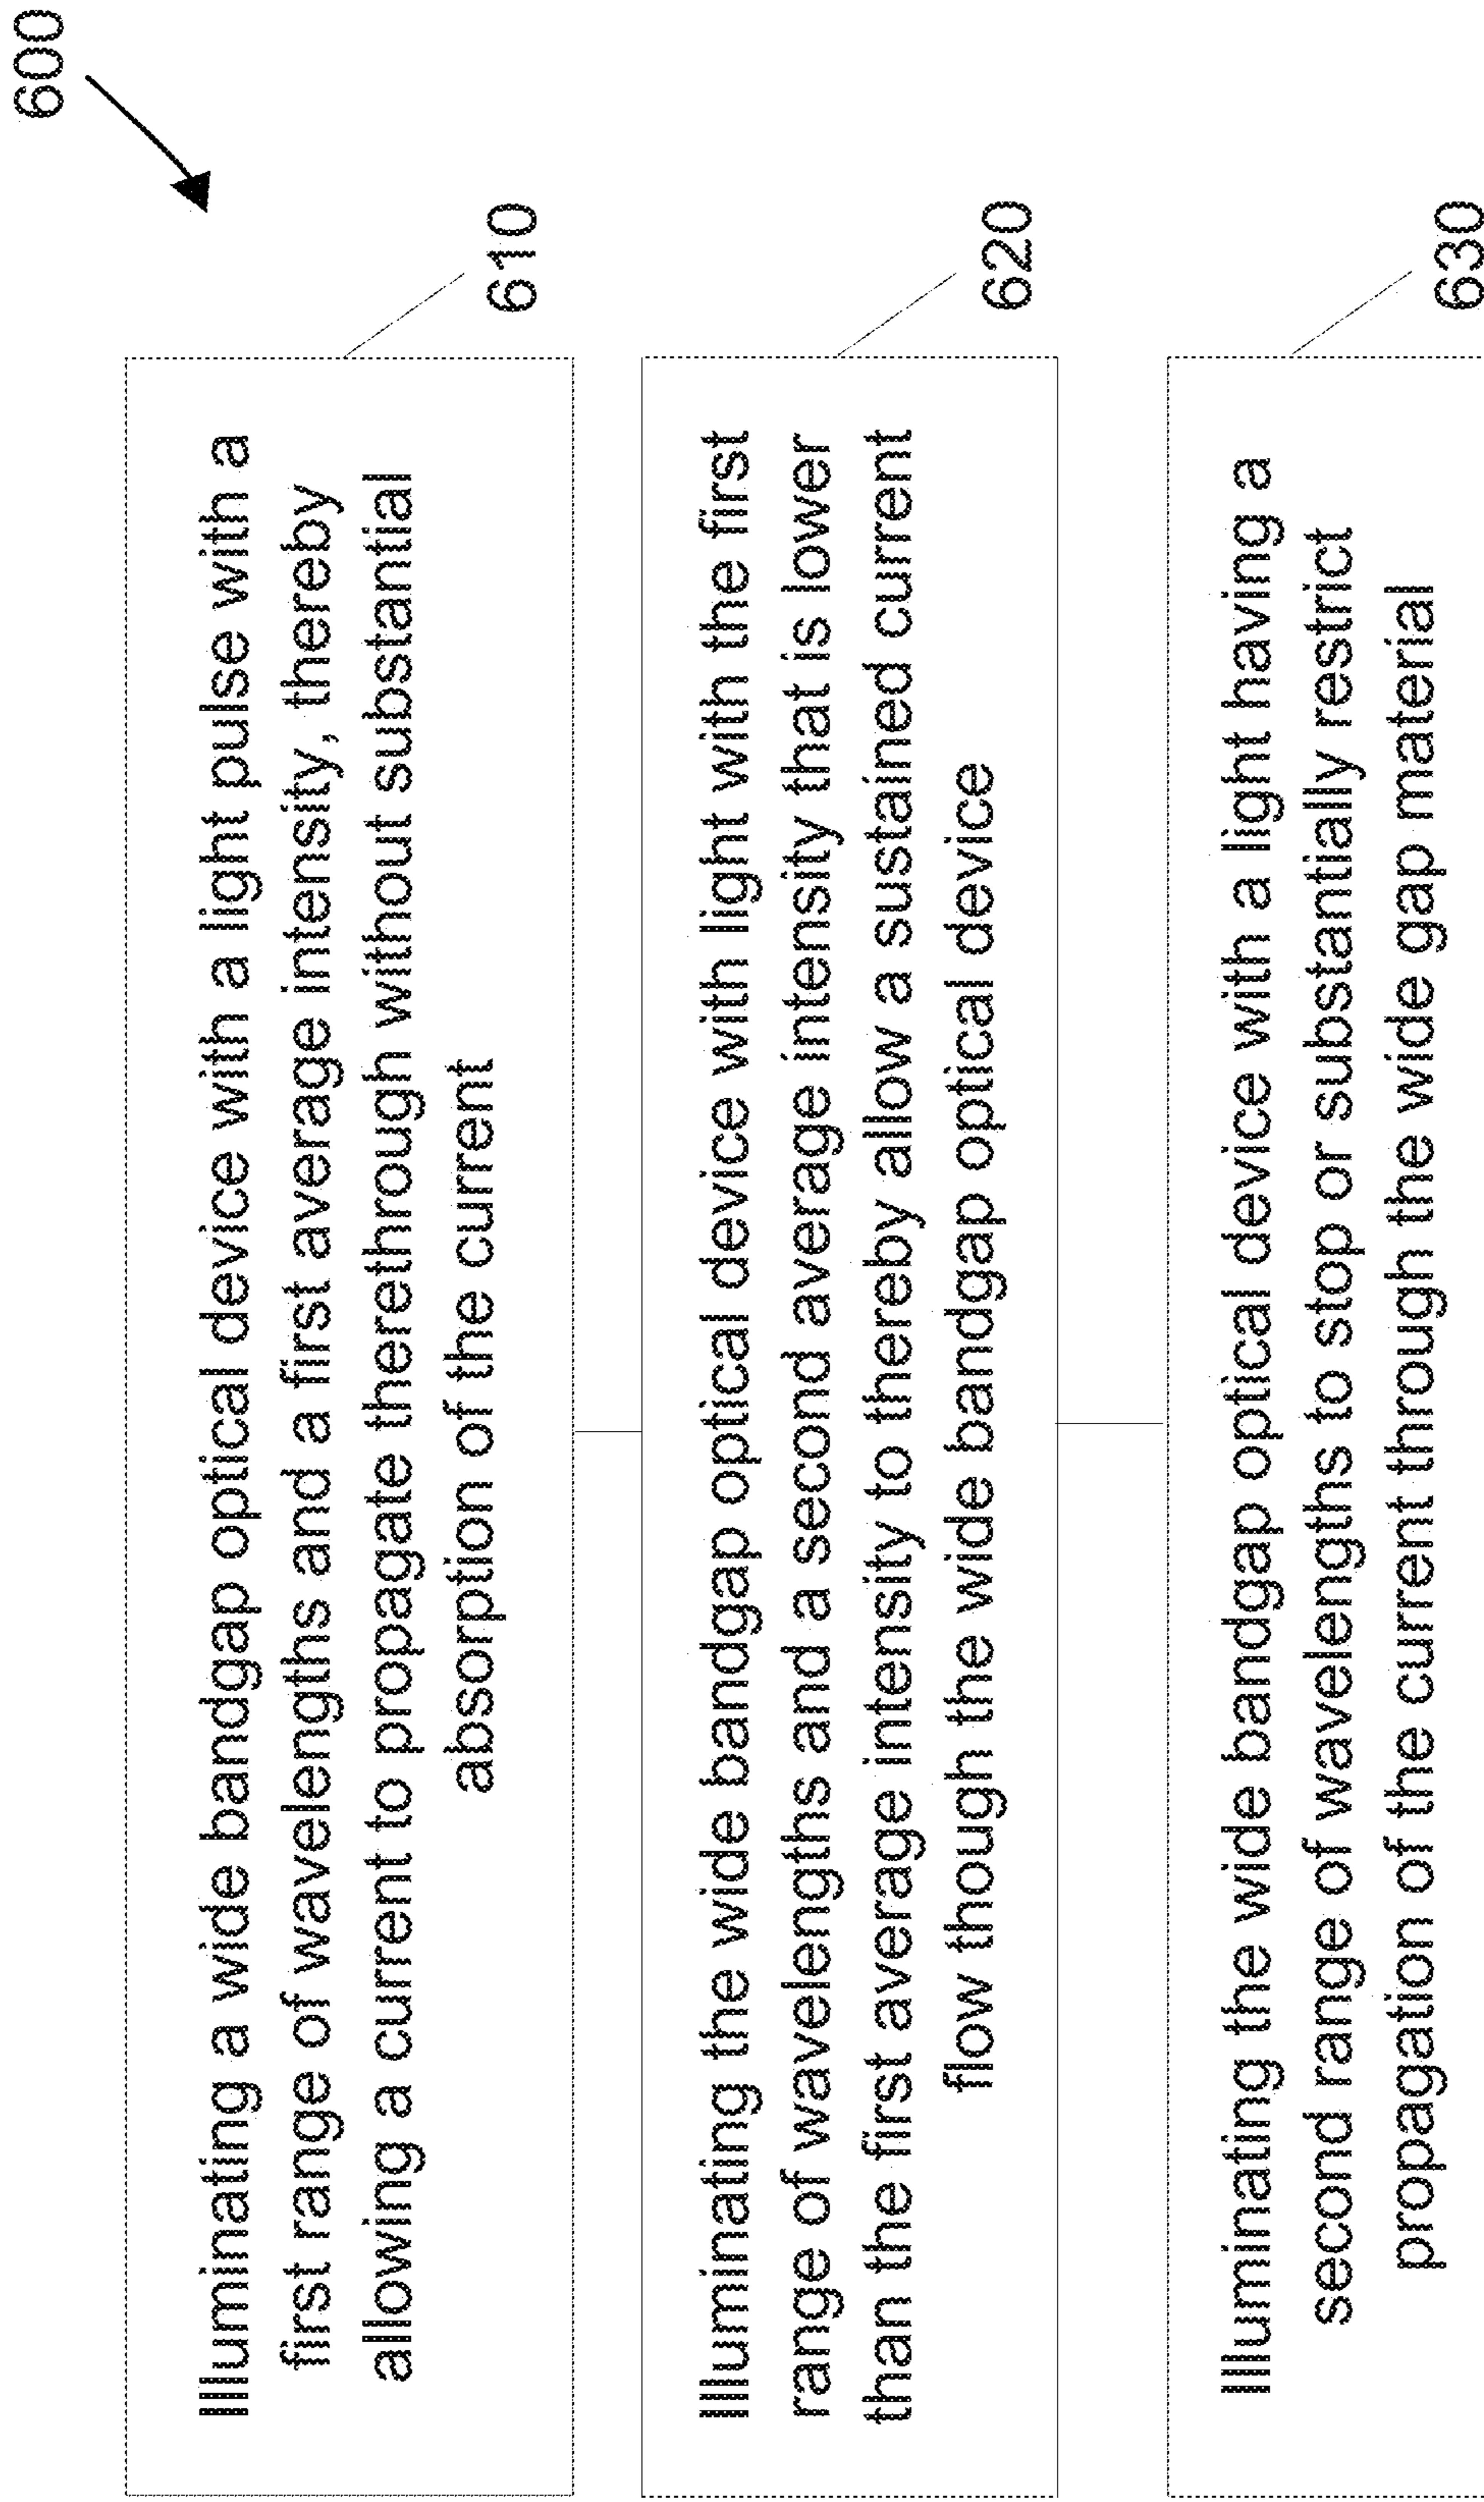 600
610
Illuminating a wide bandgap optical device with a light pulse with a
first range of wavelengths and a first average intensity, thereby
allowing a current to propagate therethrough without substantial
absorption of the current
620
Illuminating the wide bandgap optical device with light with the first
range of wavelengths and a second average intensity that is lower
than the first average intensity to thereby allow a sustained current
flow though the wide bandgap optical device
630
Illuminating the wide bandgap optical device with a light having a
second range of wavelengths to stop or substantially restrict
propagation of the current through the wide gap material